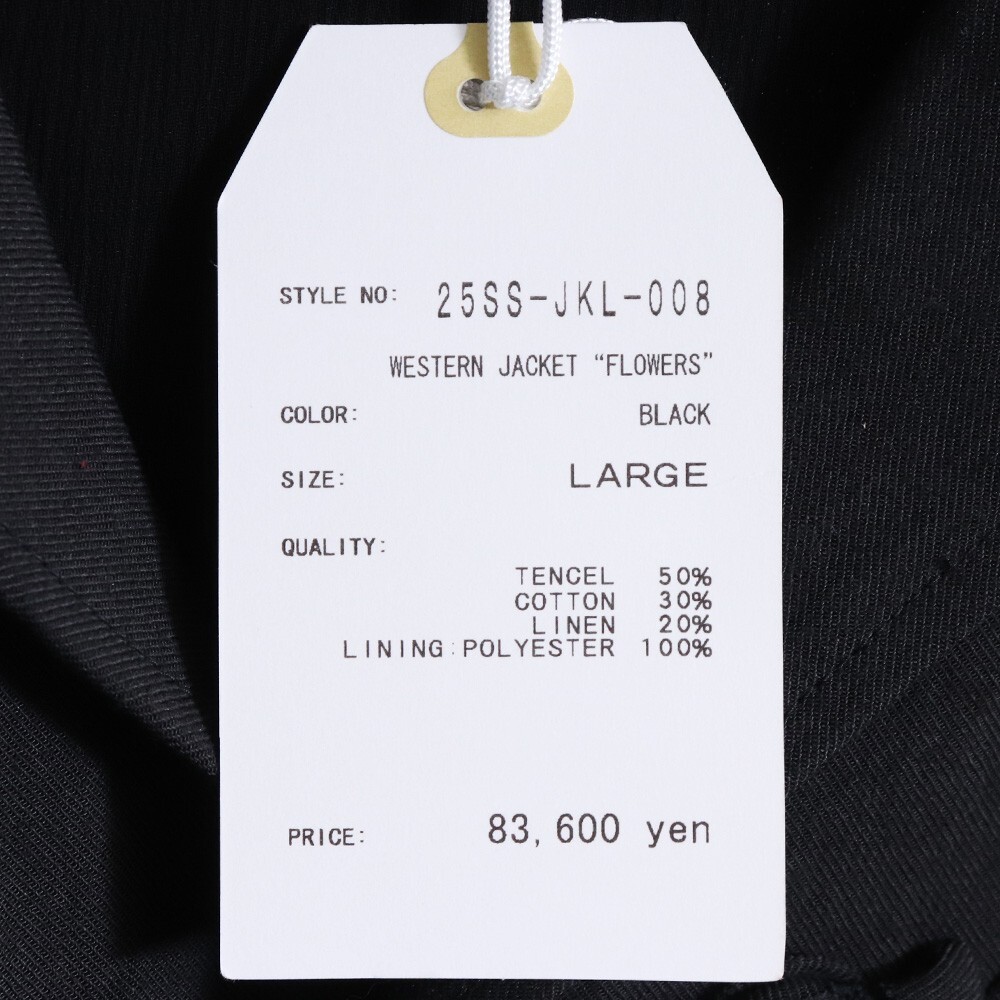 STYLE NO: 25SS-JKL-008
WESTERN JACKET “FLOWERS”
COLOR: BLACK
SIZE: LARGE
QUALITY:
TENCEL 50%
COTTON 30%
LINEN 20%
LINING:POLYESTER 100%
PRICE: 83,600 yen